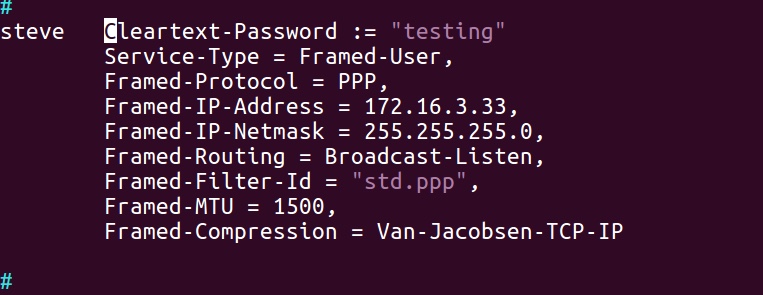 #
steve Cleartext-Password := "testing"
Service-Type = Framed-User,
Framed-Protocol = PPP,
Framed-IP-Address = 172.16.3.33,
Framed-IP-Netmask = 255.255.255.0,
Framed-Routing = Broadcast-Listen,
Framed-Filter-Id = "std.ppp",
Framed-MTU = 1500,
Framed-Compression = Van-Jacobsen-TCP-IP
#